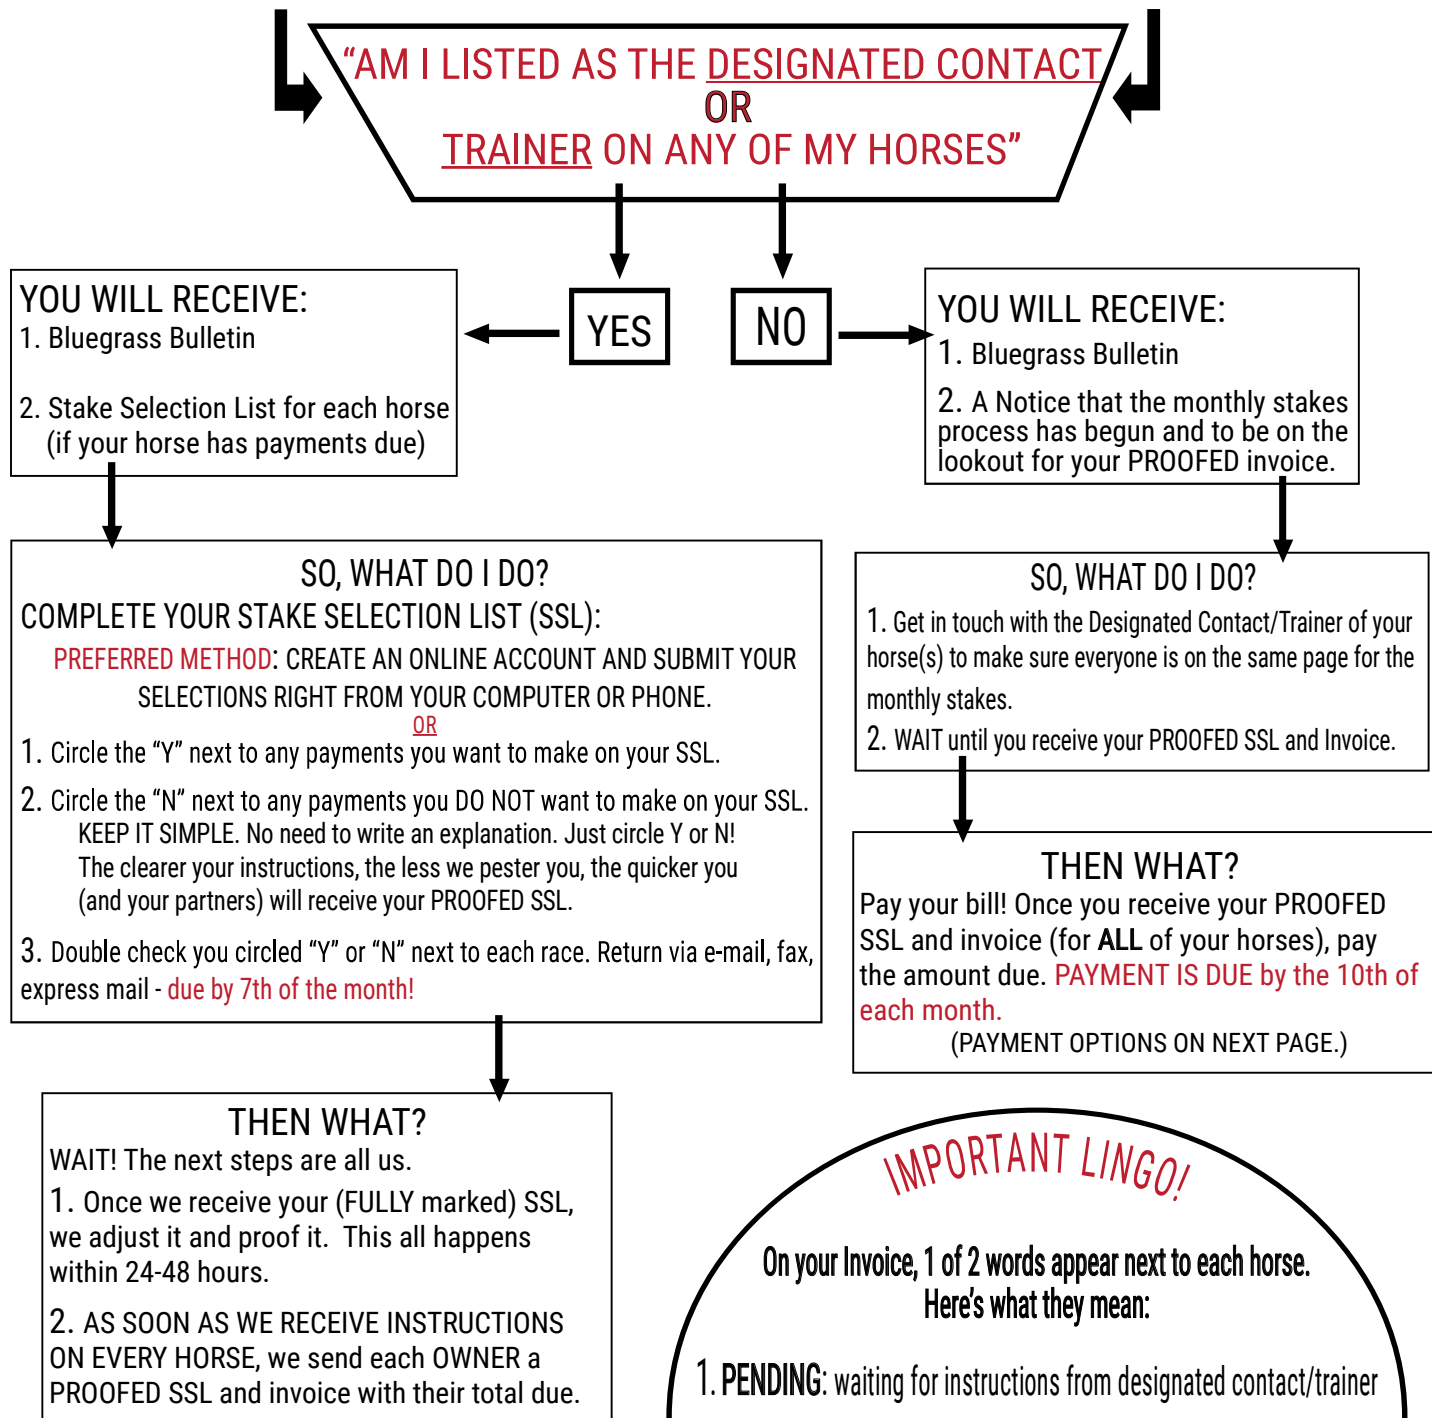 “AM I LISTED AS THE DESIGNATED CONTACT
OR
TRAINER ON ANY OF MY HORSES”
YES
NO
YOU WILL RECEIVE:
1. Bluegrass Bulletin
2. Stake Selection List for each horse
(if your horse has payments due)
YOU WILL RECEIVE:
1. Bluegrass Bulletin
2. A Notice that the monthly stakes
process has begun and to be on the
lookout for your PROOFED invoice.
SO, WHAT DO I DO?
COMPLETE YOUR STAKE SELECTION LIST (SSL):
PREFERRED METHOD: CREATE AN ONLINE ACCOUNT AND SUBMIT YOUR
SELECTIONS RIGHT FROM YOUR COMPUTER OR PHONE.
OR
1. Circle the “Y” next to any payments you want to make on your SSL.
2. Circle the “N” next to any payments you DO NOT want to make on your SSL.
KEEP IT SIMPLE. No need to write an explanation. Just circle Y or N!
The clearer your instructions, the less we pester you, the quicker you
(and your partners) will receive your PROOFED SSL.
3. Double check you circled “Y” or “N” next to each race. Return via e-mail, fax,
express mail - due by 7th of the month!
SO, WHAT DO I DO?
1. Get in touch with the Designated Contact/Trainer of your
horse(s) to make sure everyone is on the same page for the
monthly stakes.
2. WAIT until you receive your PROOFED SSL and Invoice.
THEN WHAT?
Pay your bill! Once you receive your PROOFED
SSL and invoice (for ALL of your horses), pay
the amount due. PAYMENT IS DUE by the 10th of
each month.
(PAYMENT OPTIONS ON NEXT PAGE.)
THEN WHAT?
WAIT! The next steps are all us.
1. Once we receive your (FULLY marked) SSL,
we adjust it and proof it. This all happens
within 24-48 hours.
2. AS SOON AS WE RECEIVE INSTRUCTIONS
ON EVERY HORSE, we send each OWNER a
PROOFED SSL and invoice with their total due.
IMPORTANT LINGO!
On your Invoice, 1 of 2 words appear next to each horse.
Here’s what they mean:
1. PENDING: waiting for instructions from designated contact/trainer